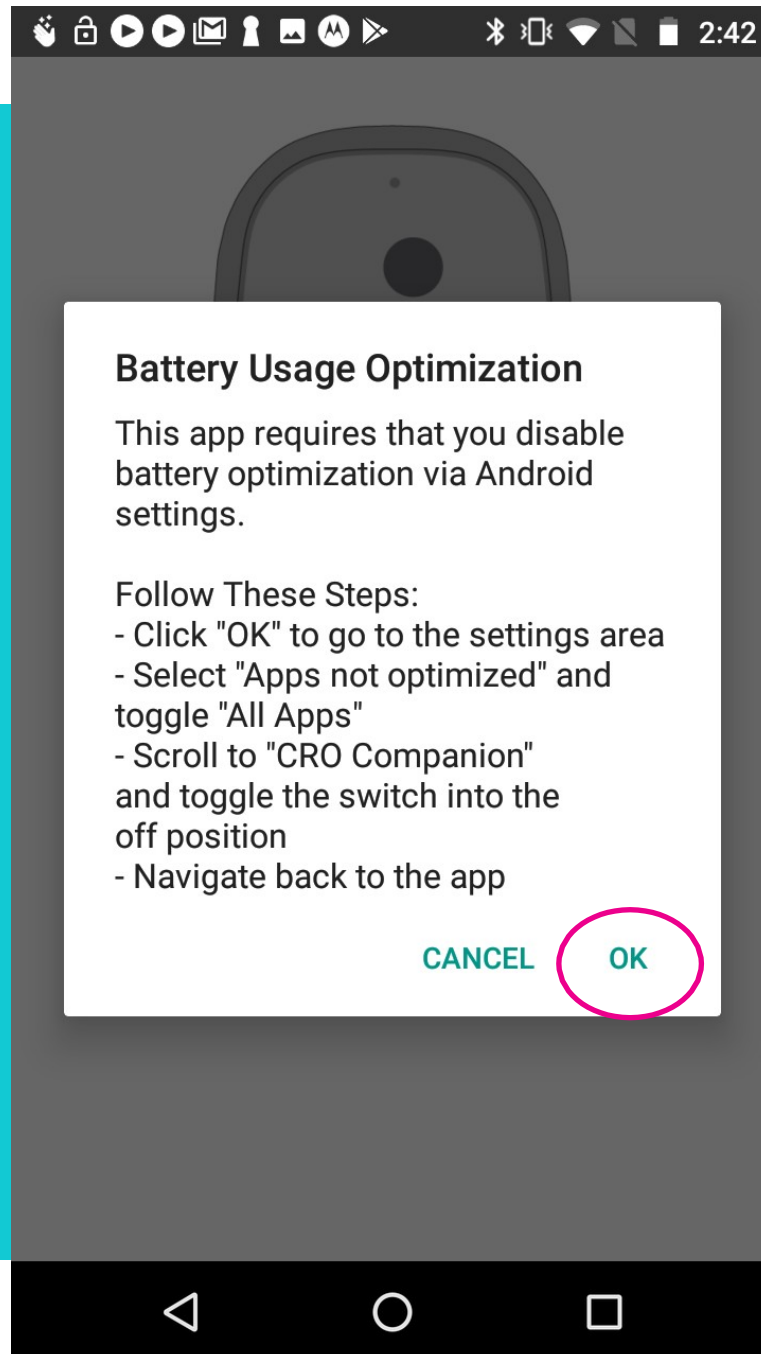 2:42
Battery Usage Optimization
This app requires that you disable
battery optimization via Android
settings.
Follow These Steps:
- Click "OK" to go to the settings area
- Select "Apps not optimized" and
toggle "All Apps"
- Scroll to "CRO Companion"
and toggle the switch into the
off position
- Navigate back to the app
CANCEL OK